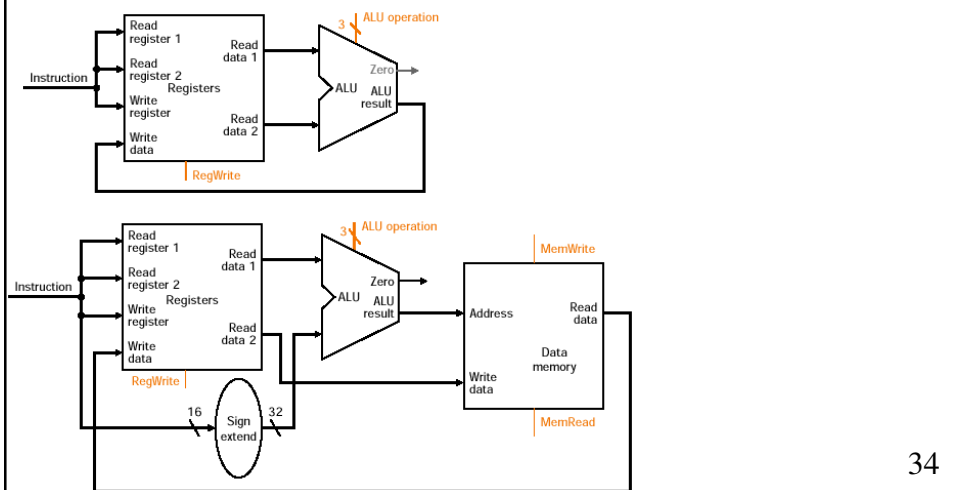 3
ALU operation
Read
register 1
Read
data 1
Read
register 2
Instruction
Registers
Zero
ALU
ALU
result
Write
register
Read
data 2
Write
data
RegWrite
3
ALU operation
Read
register 1
Read
data 1
MemWrite
Read
register 2
Zero
Instruction
Registers
ALU
ALU
result
Write
register
Address
Read
data
Read
data 2
Write
data
Data
memory
RegWrite
Write
data
16
32
Sign
extend
MemRead
34